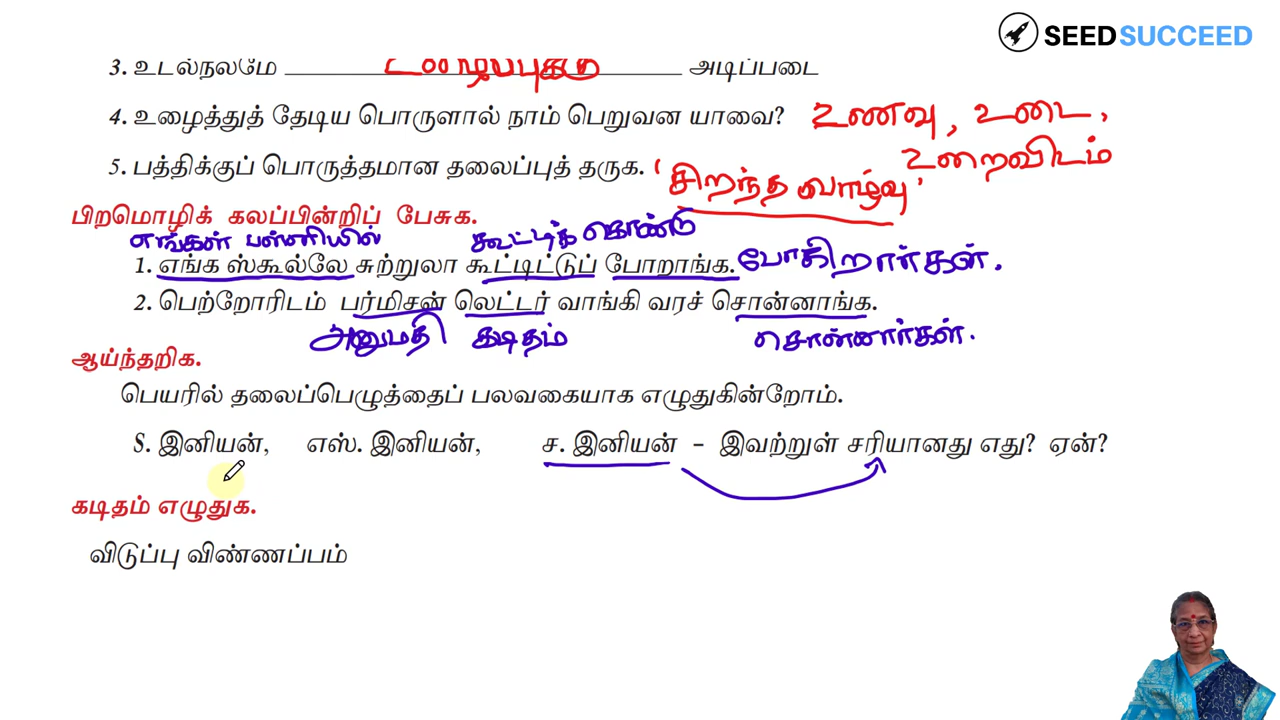 SEEDSUCCEED
3. உடல்நலமே உழைப்புக்கு அடிப்படை
4. உழைத்துத் தேடிய பொருளால் நாம் பெறுவன யாவை? உணவு, உடை,
உறைவிடம்
5. பத்திக்குப் பொருத்தமான தலைப்புத் தருக. 'சிறந்த வாழ்வு'
பிறமொழிக் கலப்பின்றிப் பேசுக.
எங்கள் பள்ளியில் கூட்டிக் கொண்டு
1. எங்க ஸ்கூல்லே சுற்றுலா கூட்டிட்டுப் போறாங்க. போகிறார்கள்.
2. பெற்றோரிடம் பர்மிசன் லெட்டர் வாங்கி வரச் சொன்னாங்க.
அனுமதி கடிதம் சொன்னார்கள்.
ஆய்ந்தறிக.
பெயரில் தலைப்பெழுத்தைப் பலவகையாக எழுதுகின்றோம்.
S. இனியன், எஸ். இனியன், ச. இனியன் – இவற்றுள் சரியானது எது? ஏன்?
கடிதம் எழுதுக.
விடுப்பு விண்ணப்பம்